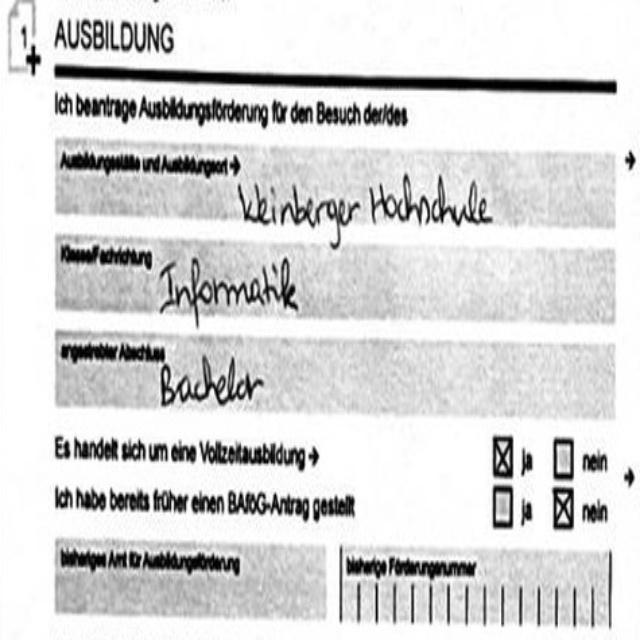 1
AUSBILDUNG
Ich beantrage Ausbildungsförderung für den Besuch der/des
Ausbildungsstätte und Ausbildungsort →
Weinberger Hochschule
Klasse/Fachrichtung
Informatik
angestrebter Abschluss
Bachelor
Es handelt sich um eine Vollzeitausbildung → ja nein
Ich habe bereits früher einen BAföG-Antrag gestellt ja nein
bisheriges Amt für Ausbildungsförderung
bisherige Förderungsnummer